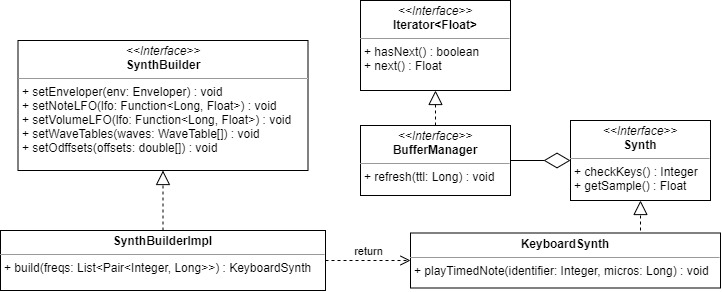 <<Interface>>
Iterator<Float>
+ hasNext() : boolean
+ next() : Float
<<Interface>>
SynthBuilder
+ setEnveloper(env: Enveloper) : void
+ setNoteLFO(lfo: Function<Long, Float>) : void
+ setVolumeLFO(lfo: Function<Long, Float>) : void
+ setWaveTables(waves: WaveTable[]) : void
+ setOdffsets(offsets: double[]) : void
<<Interface>>
BufferManager
+ refresh(ttl: Long) : void
<<Interface>>
Synth
+ checkKeys() : Integer
+ getSample() : Float
SynthBuilderImpl
+ build(freqs: List<Pair<Integer, Long>>) : KeyboardSynth
return
KeyboardSynth
+ playTimedNote(identifier: Integer, micros: Long) : void